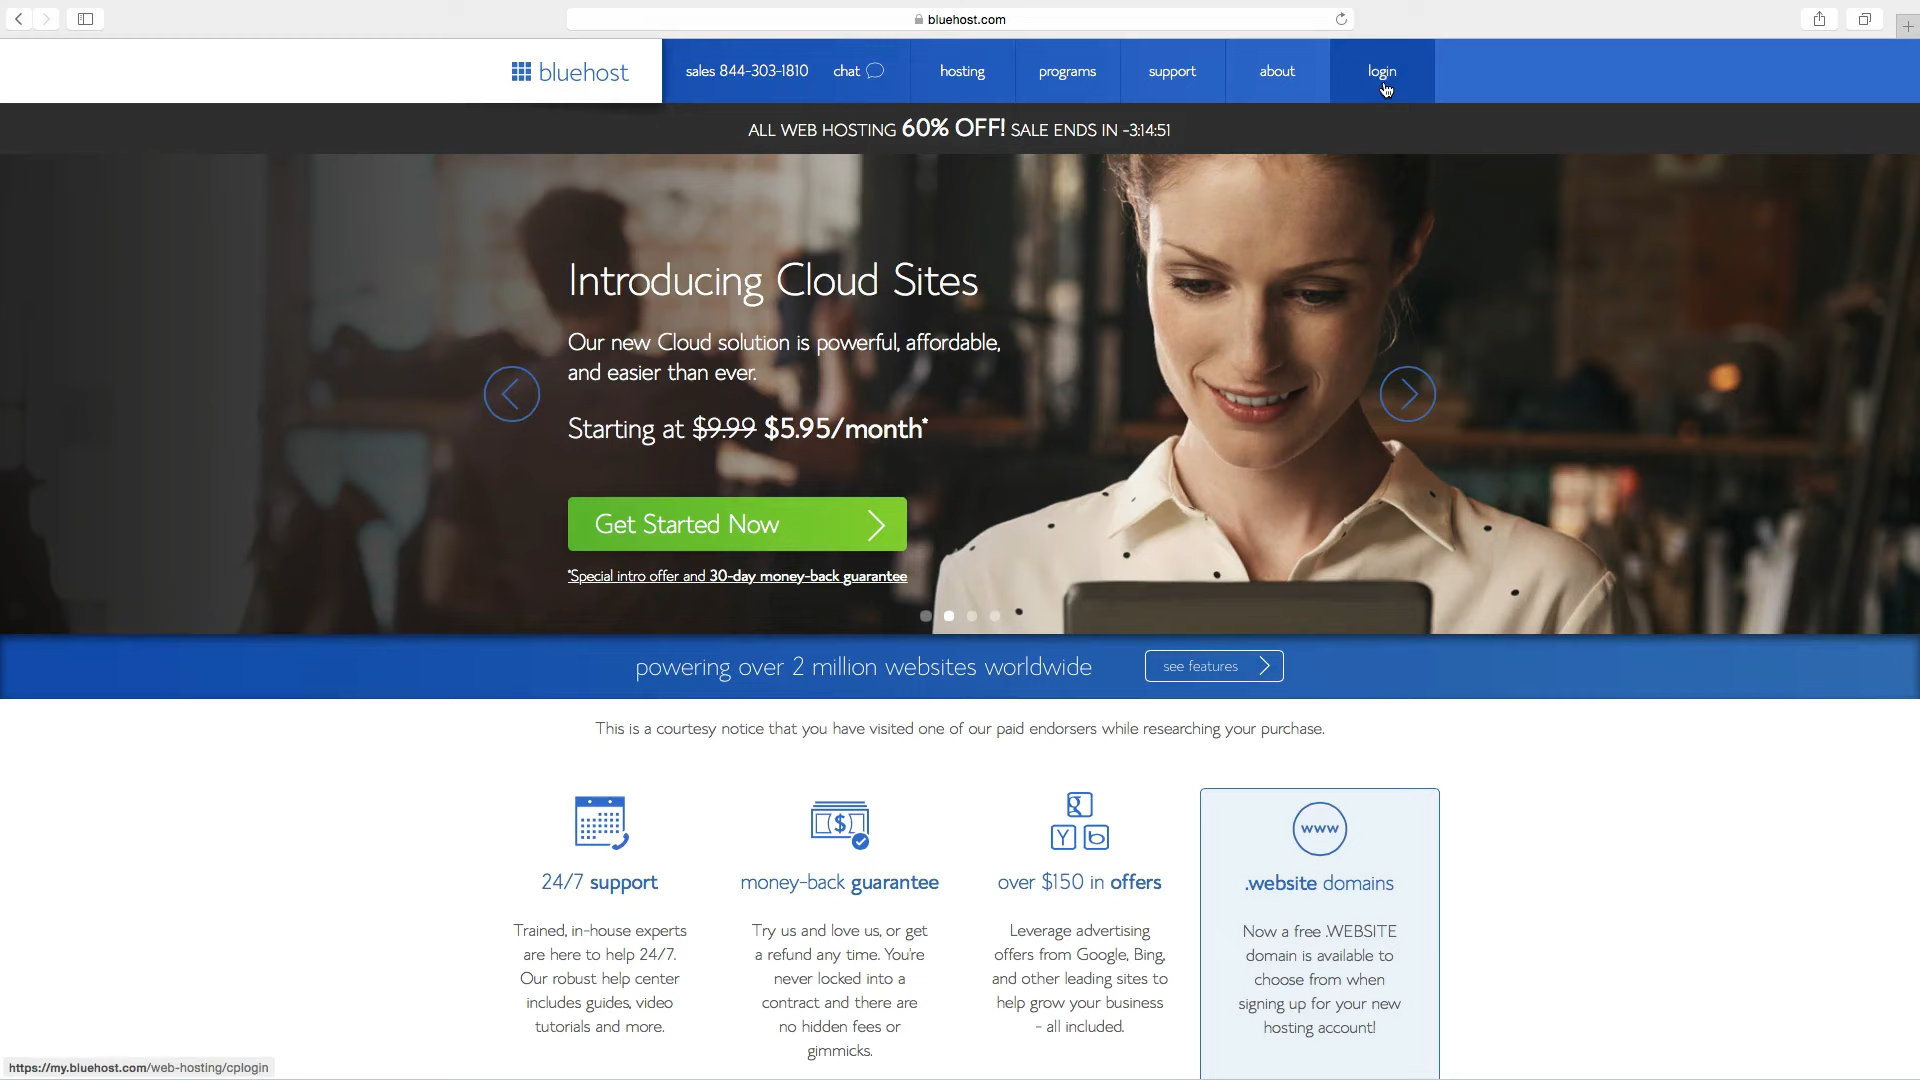 bluehost.com
bluehost
sales 844-303-1810 chat hosting programs support about login
ALL WEB HOSTING 60% OFF! SALE ENDS IN -3:14:51
Introducing Cloud Sites
Our new Cloud solution is powerful, affordable,
and easier than ever.
Starting at $9.99 $5.95/month*
Get Started Now
*Special intro offer and 30-day money-back guarantee
powering over 2 million websites worldwide
see features
This is a courtesy notice that you have visited one of our paid endorsers while researching your purchase.
24/7 support
Trained, in-house experts
are here to help 24/7.
Our robust help center
includes guides, video
tutorials and more.
$
money-back guarantee
Try us and love us, or get
a refund any time. You're
never locked into a
contract and there are
no hidden fees or
gimmicks.
g
Y b
over $150 in offers
Leverage advertising
offers from Google, Bing,
and other leading sites to
help grow your business
- all included.
www
.website domains
Now a free .WEBSITE
domain is available to
choose from when
signing up for your new
hosting account!
https://my.bluehost.com/web-hosting/cplogin